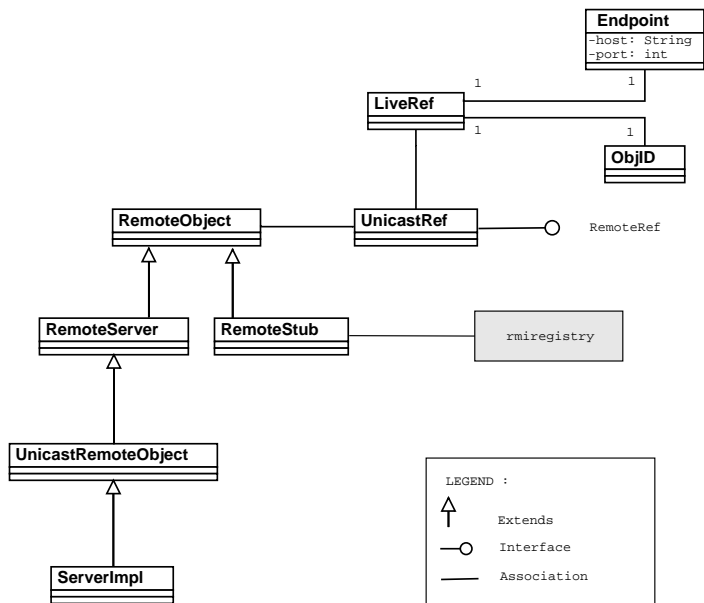 Endpoint
-host: String
-port: int
1
1
LiveRef
1
1
ObjID
RemoteObject
UnicastRef
RemoteRef
RemoteServer
RemoteStub
rmiregistry
UnicastRemoteObject
LEGEND :
Extends
Interface
Association
ServerImpl